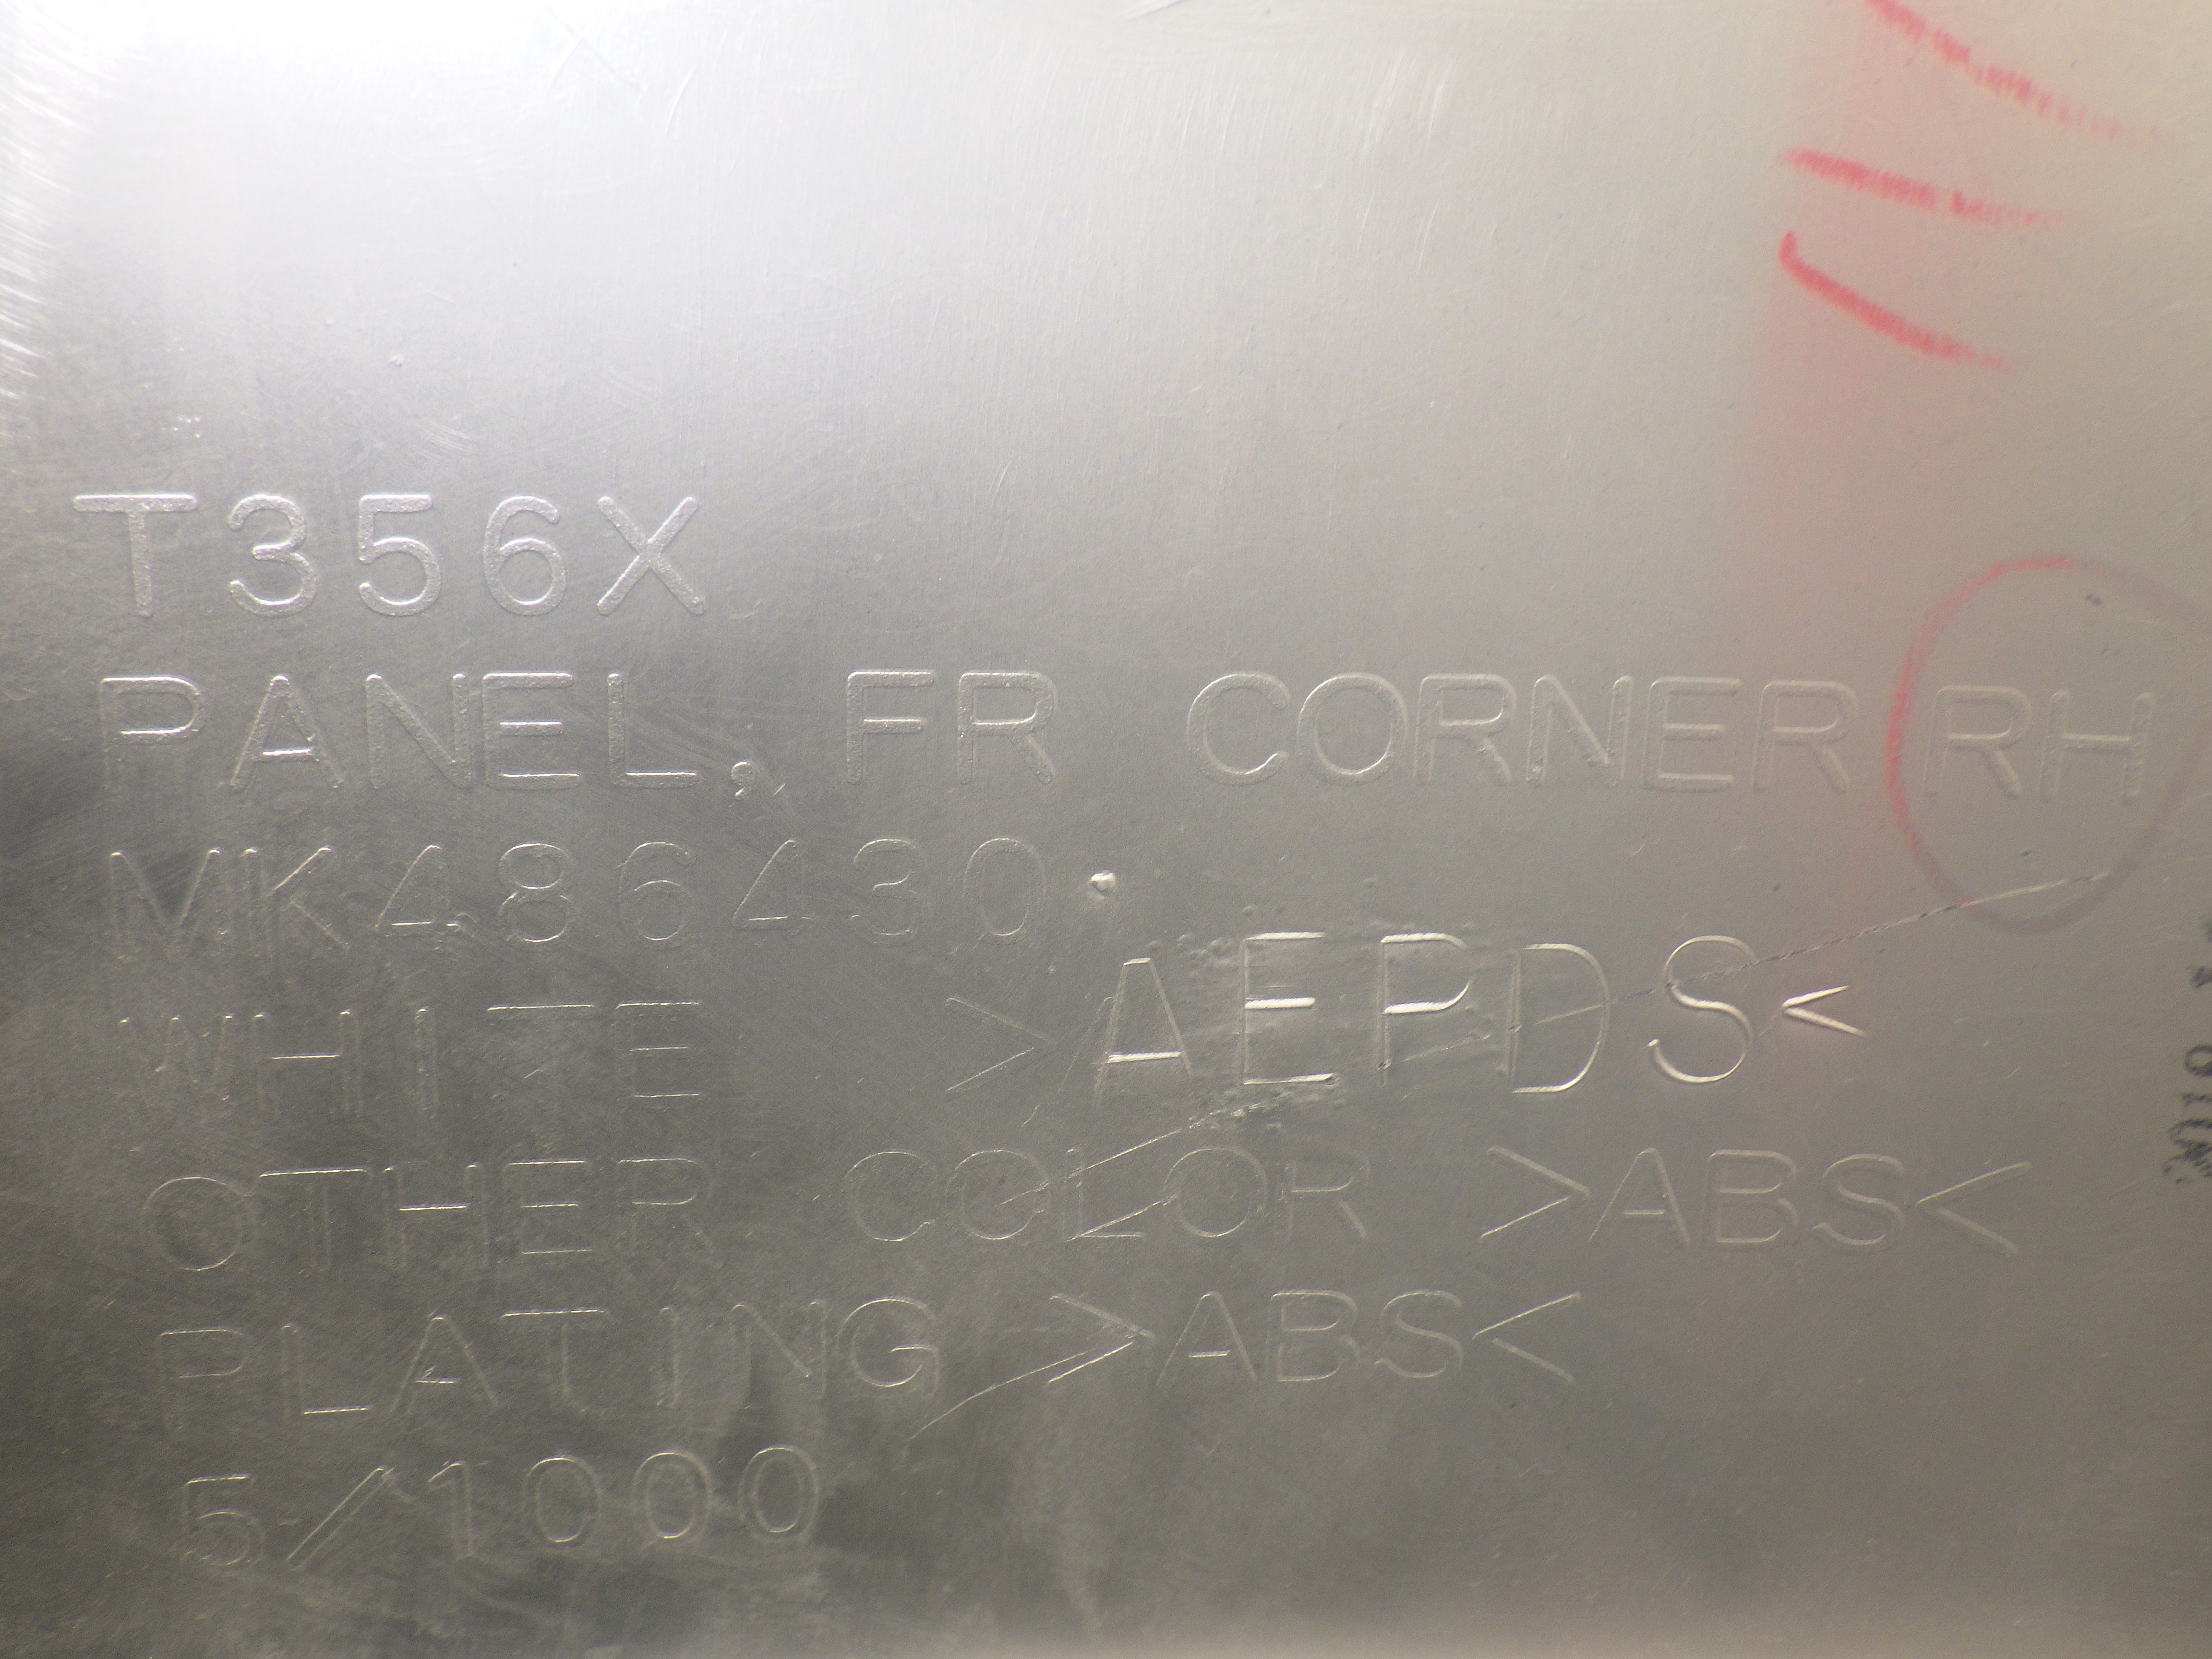 T356X
PANEL, FR CORNER RH
MK486430
WHITE >AEPDS<
OTHER COLOR >ABS<
PLATING >ABS<
5/1000